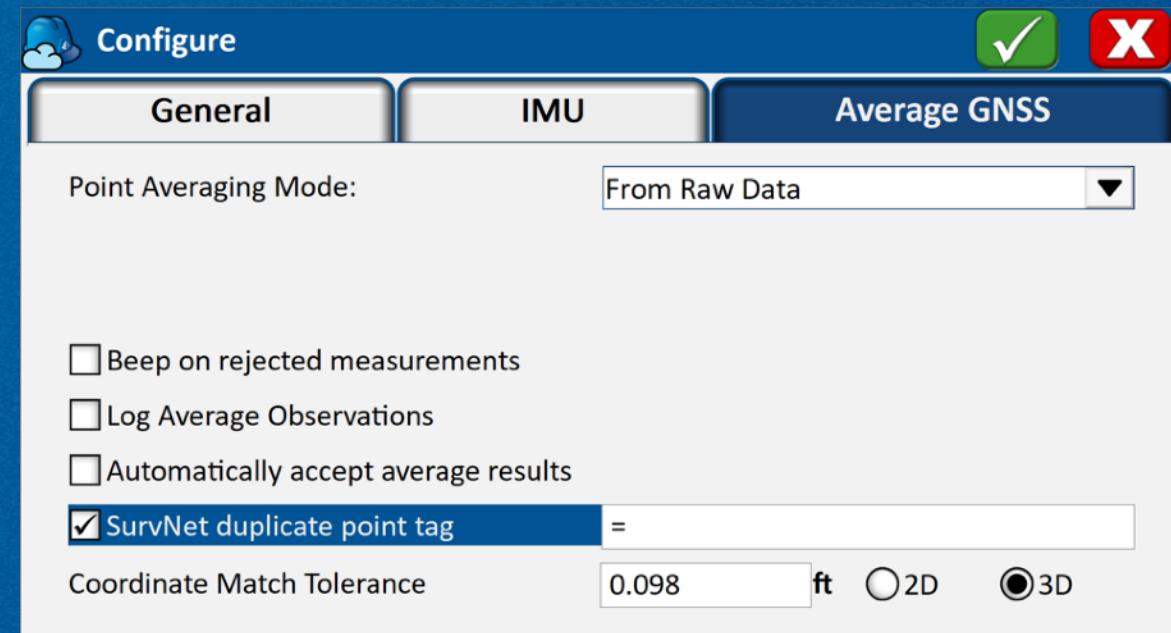 Configure
General IMU Average GNSS
Point Averaging Mode: From Raw Data
Beep on rejected measurements
Log Average Observations
Automatically accept average results
SurvNet duplicate point tag =
Coordinate Match Tolerance 0.098 ft 2D 3D